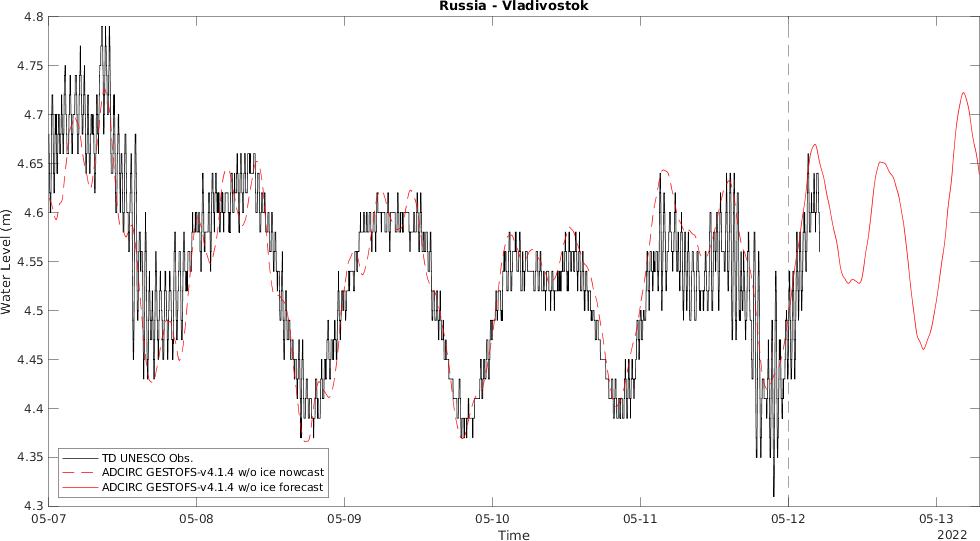 Russia - Vladivostok
4.8
4.75
4.7
4.65
4.6
4.55
4.5
4.45
4.4
4.35
4.3
Water Level (m)
TD UNESCO Obs.
ADCIRC GESTOFS-v4.1.4 w/o ice nowcast
ADCIRC GESTOFS-v4.1.4 w/o ice forecast
05-07 05-08 05-09 05-10 05-11 05-12 05-13
Time
2022